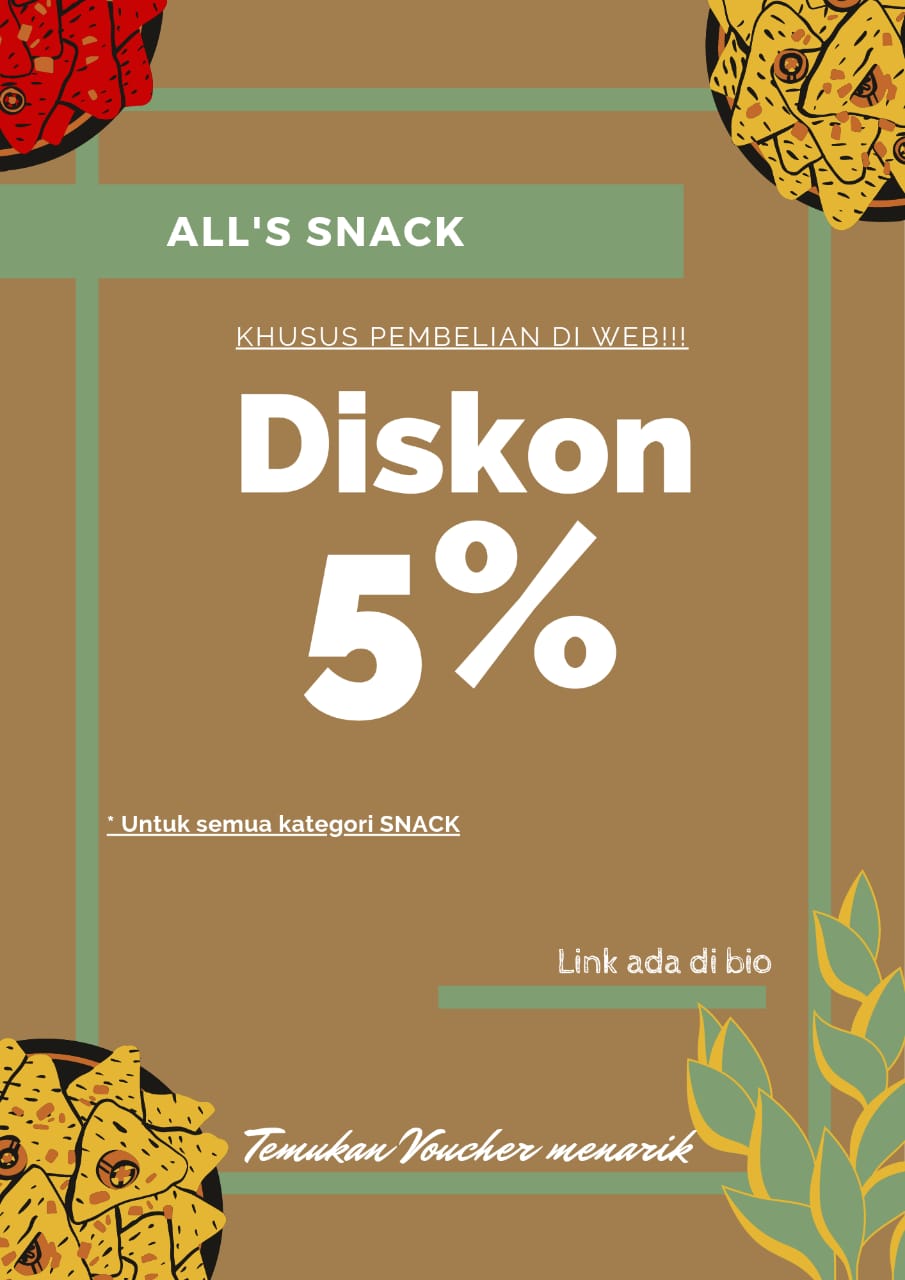 ALL'S SNACK
KHUSUS PEMBELIAN DI WEB!!!
Diskon
5%
* Untuk semua kategori SNACK
Link ada di bio
Temukan Voucher menarik